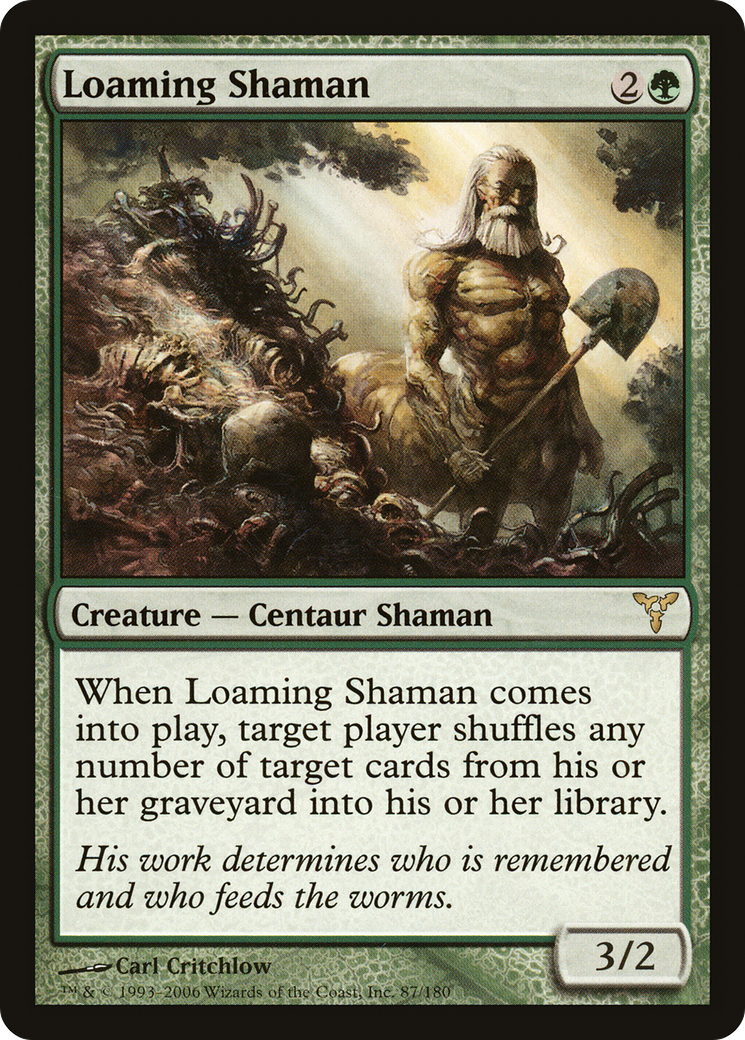 Loaming Shaman 2
Creature — Centaur Shaman
When Loaming Shaman comes
into play, target player shuffles any
number of target cards from his or
her graveyard into his or her library.
His work determines who is remembered
and who feeds the worms.
3/2
Carl Critchlow
™ & © 1993–2006 Wizards of the Coast, Inc. 87/180